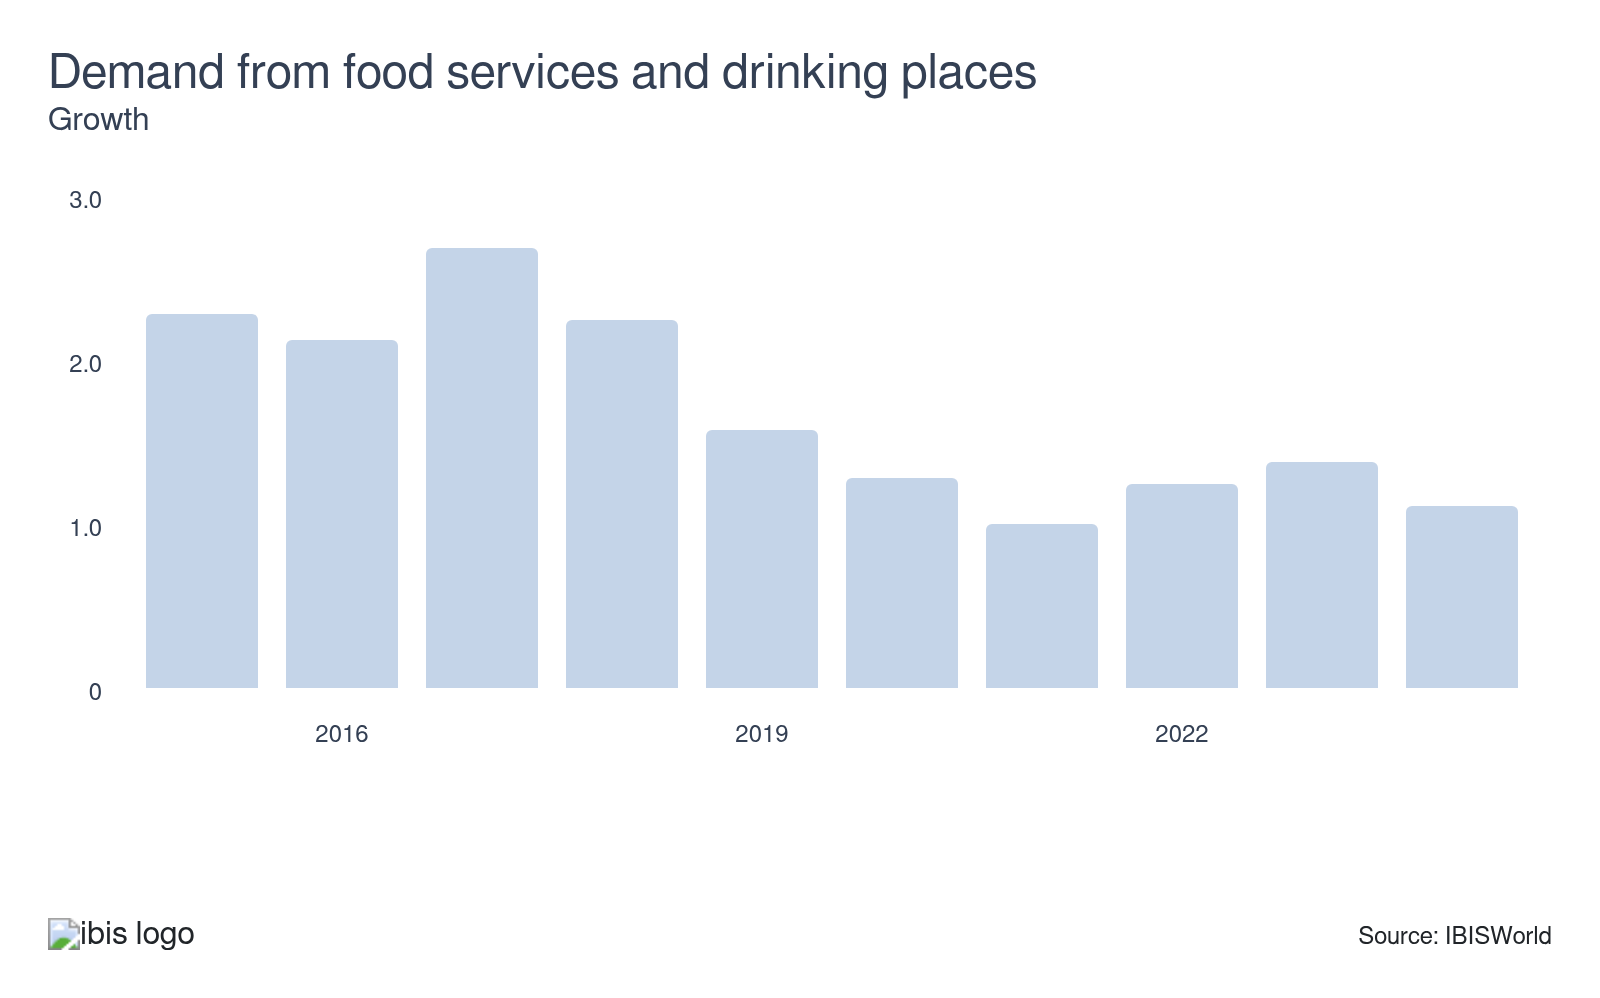 Demand from food services and drinking places
Growth
3.0
2.0
1.0
0
2016
2019
2022
ibis logo
Source: IBISWorld